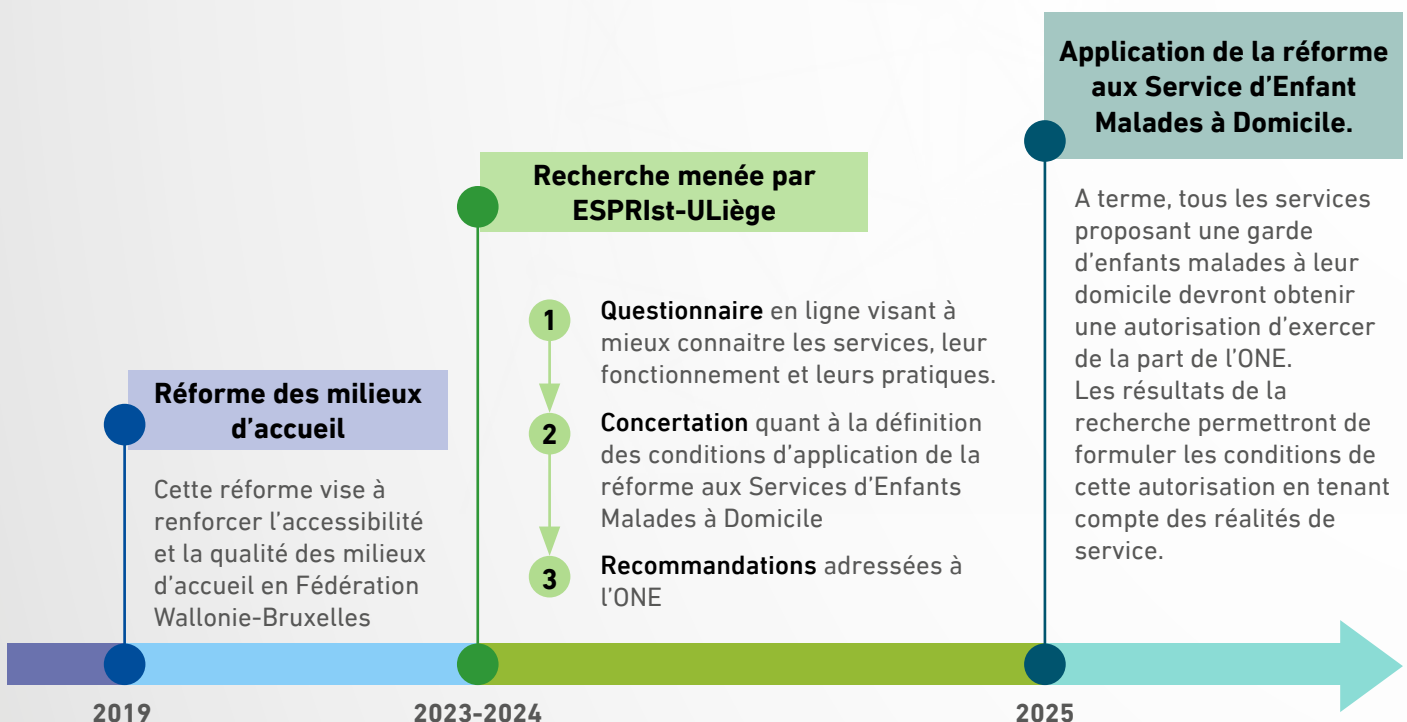 Réforme des milieux
d'accueil
Cette réforme vise à
renforcer l'accessibilité
et la qualité des milieux
d'accueil en Fédération
Wallonie-Bruxelles
2019
Recherche menée par
ESPRIst-ULiège
1
Questionnaire en ligne visant à
mieux connaitre les services, leur
fonctionnement et leurs pratiques.
2
Concertation quant à la définition
des conditions d'application de la
réforme aux Services d'Enfants
Malades à Domicile
3
Recommandations adressées à
l'ONE
2023-2024
Application de la réforme
aux Service d'Enfant
Malades à Domicile.
A terme, tous les services
proposant une garde
d'enfants malades à leur
domicile devront obtenir
une autorisation d'exercer
de la part de l'ONE.
Les résultats de la
recherche permettront de
formuler les conditions de
cette autorisation en tenant
compte des réalités de
service.
2025